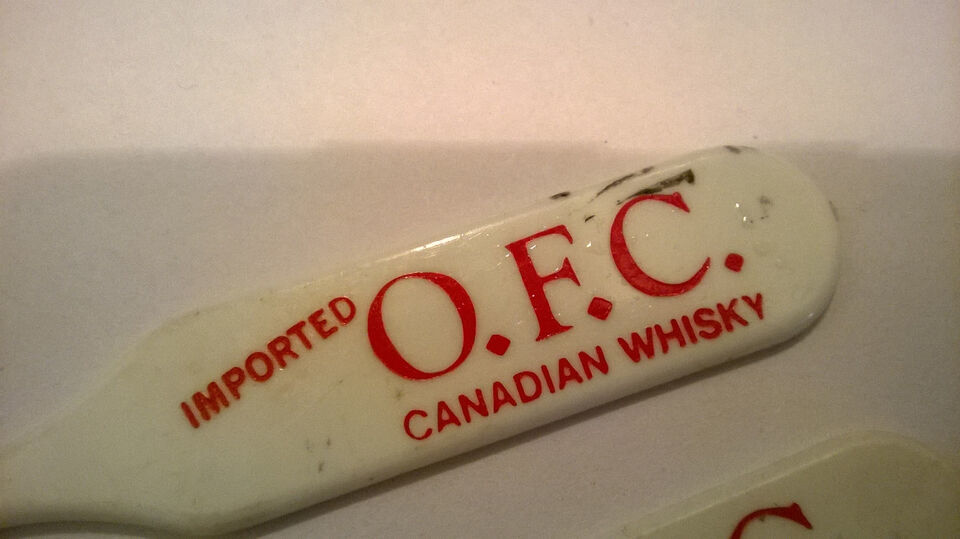 IMPORTED O.F.C.
CANADIAN WHISKY
C